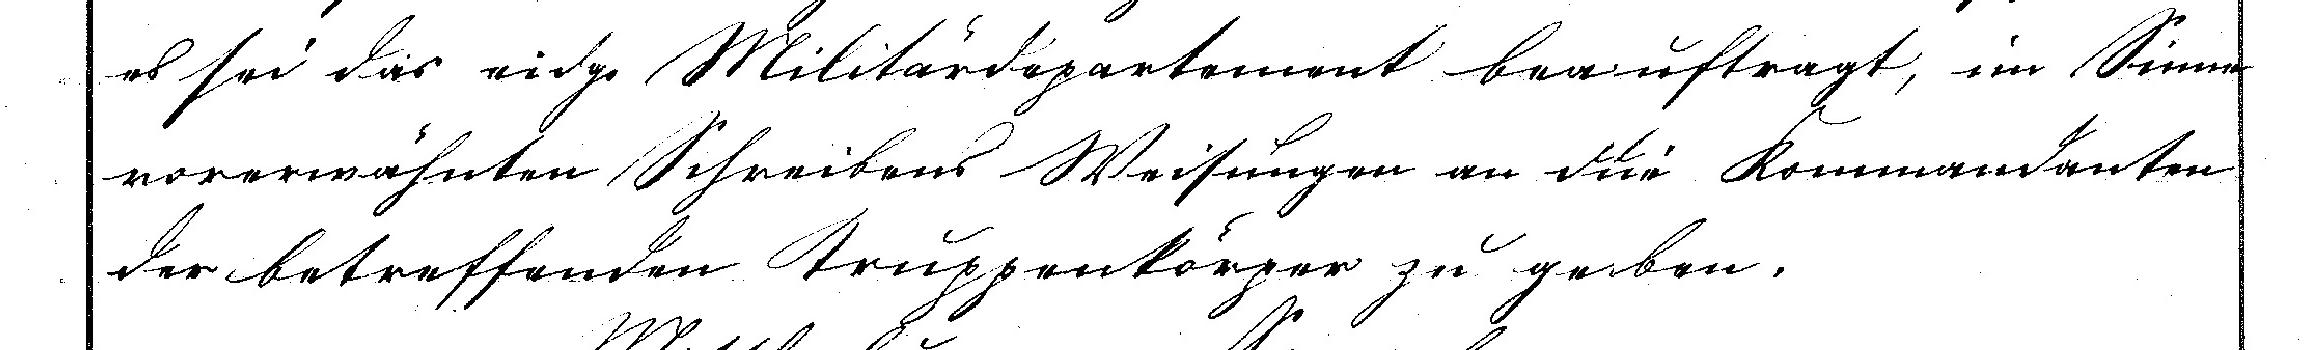 es sei das eidg. Militärdepartement beauftragt, im Sinne
vorerwähnten Schreibens Weisungen an die Kommandanten
der betreffenden Truppenkörper zu geben.